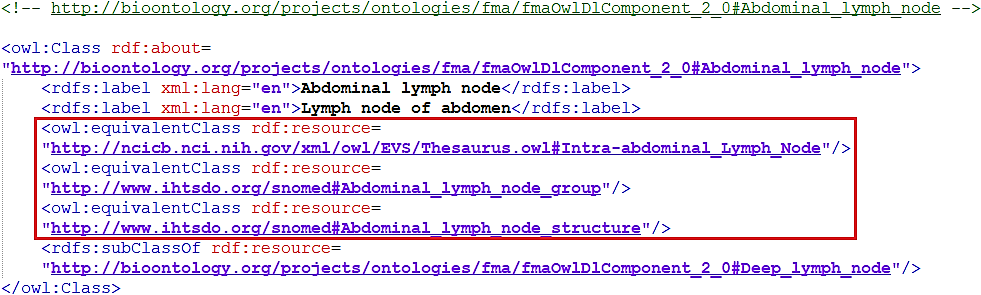 <!-- http://bioontology.org/projects/ontologies/fma/fmaOwlDlComponent_2_0#Abdominal_lymph_node -->
<owl:Class rdf:about=
"http://bioontology.org/projects/ontologies/fma/fmaOwlDlComponent_2_0#Abdominal_lymph_node">
<rdfs:label xml:lang="en">Abdominal lymph node</rdfs:label>
<rdfs:label xml:lang="en">Lymph node of abdomen</rdfs:label>
<owl:equivalentClass rdf:resource=
"http://ncicb.nci.nih.gov/xml/owl/EVS/Thesaurus.owl#Intra-abdominal_Lymph_Node"/>
<owl:equivalentClass rdf:resource=
"http://www.ihtsdo.org/snomed#Abdominal_lymph_node_group"/>
<owl:equivalentClass rdf:resource=
"http://www.ihtsdo.org/snomed#Abdominal_lymph_node_structure"/>
<rdfs:subClassOf rdf:resource=
"http://bioontology.org/projects/ontologies/fma/fmaOwlDlComponent_2_0#Deep_lymph_node"/>
</owl:Class>